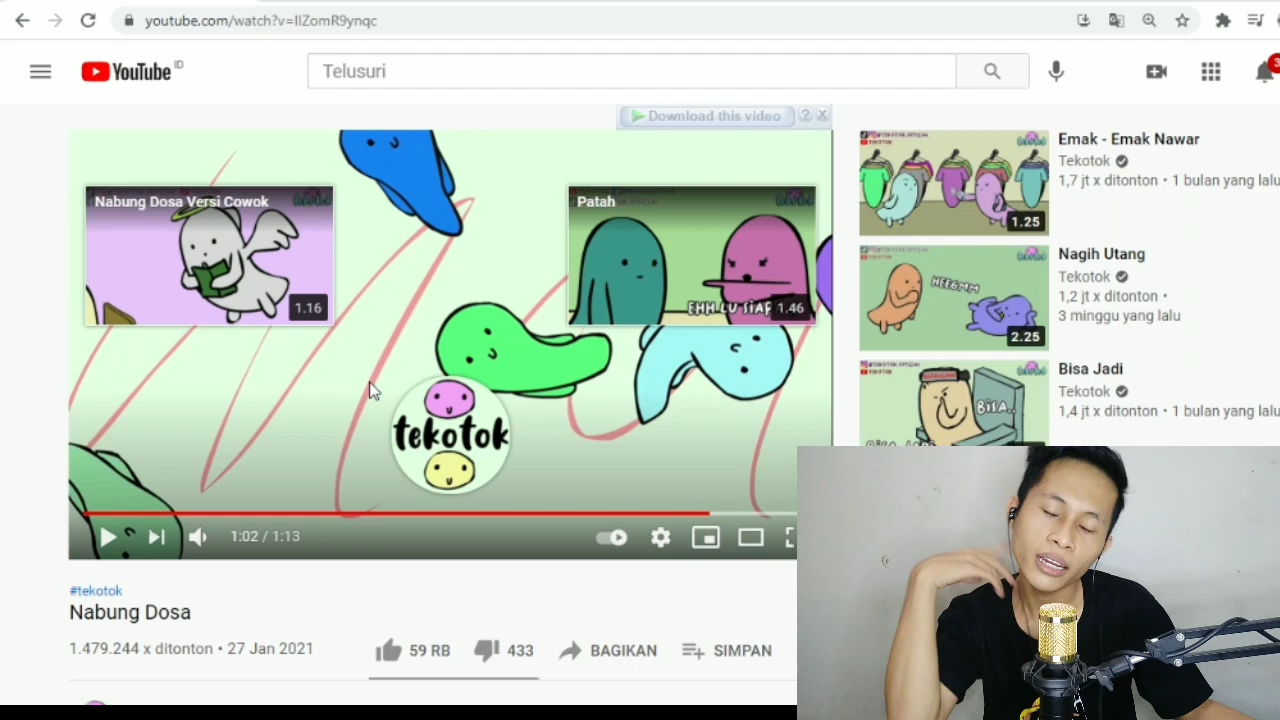 youtube.com/watch?v=IlZomR9ynqc
YouTube ID
Telusuri
3
Download this video ? X
Nabung Dosa Versi Cowok
1.16
Patah
EHH LU SIAP
1.46
tekotok
1:02 / 1:13
#tekotok
Nabung Dosa
1.479.244 x ditonton • 27 Jan 2021
59 RB
433
BAGIKAN
SIMPAN
Emak - Emak Nawar
Tekotok
1,7 jt x ditonton • 1 bulan yang lalu
1.25
Nagih Utang
Tekotok
1,2 jt x ditonton •
3 minggu yang lalu
HEEGMM
2.25
Bisa Jadi
Tekotok
1,4 jt x ditonton • 1 bulan yang lalu
BISA..